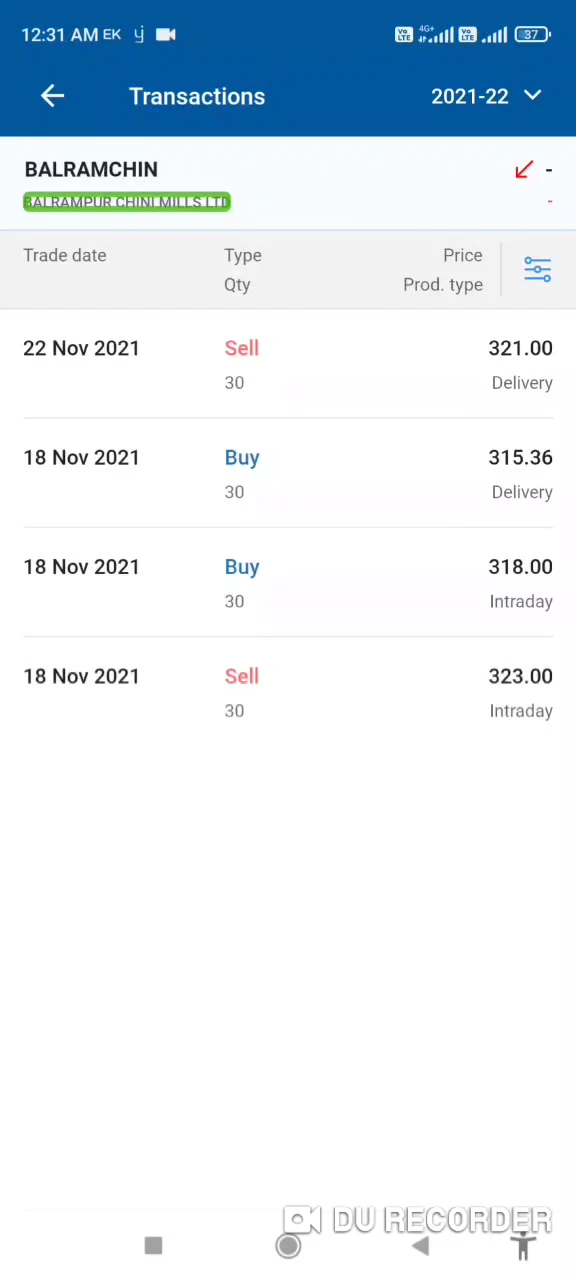 12:31 AM EK
Transactions
2021-22
BALRAMCHIN
-
BALRAMPUR CHINI MILLS LTD
-
Trade date Type Price
Qty Prod. type
22 Nov 2021 Sell 321.00
30 Delivery
18 Nov 2021 Buy 315.36
30 Delivery
18 Nov 2021 Buy 318.00
30 Intraday
18 Nov 2021 Sell 323.00
30 Intraday
DU RECORDER